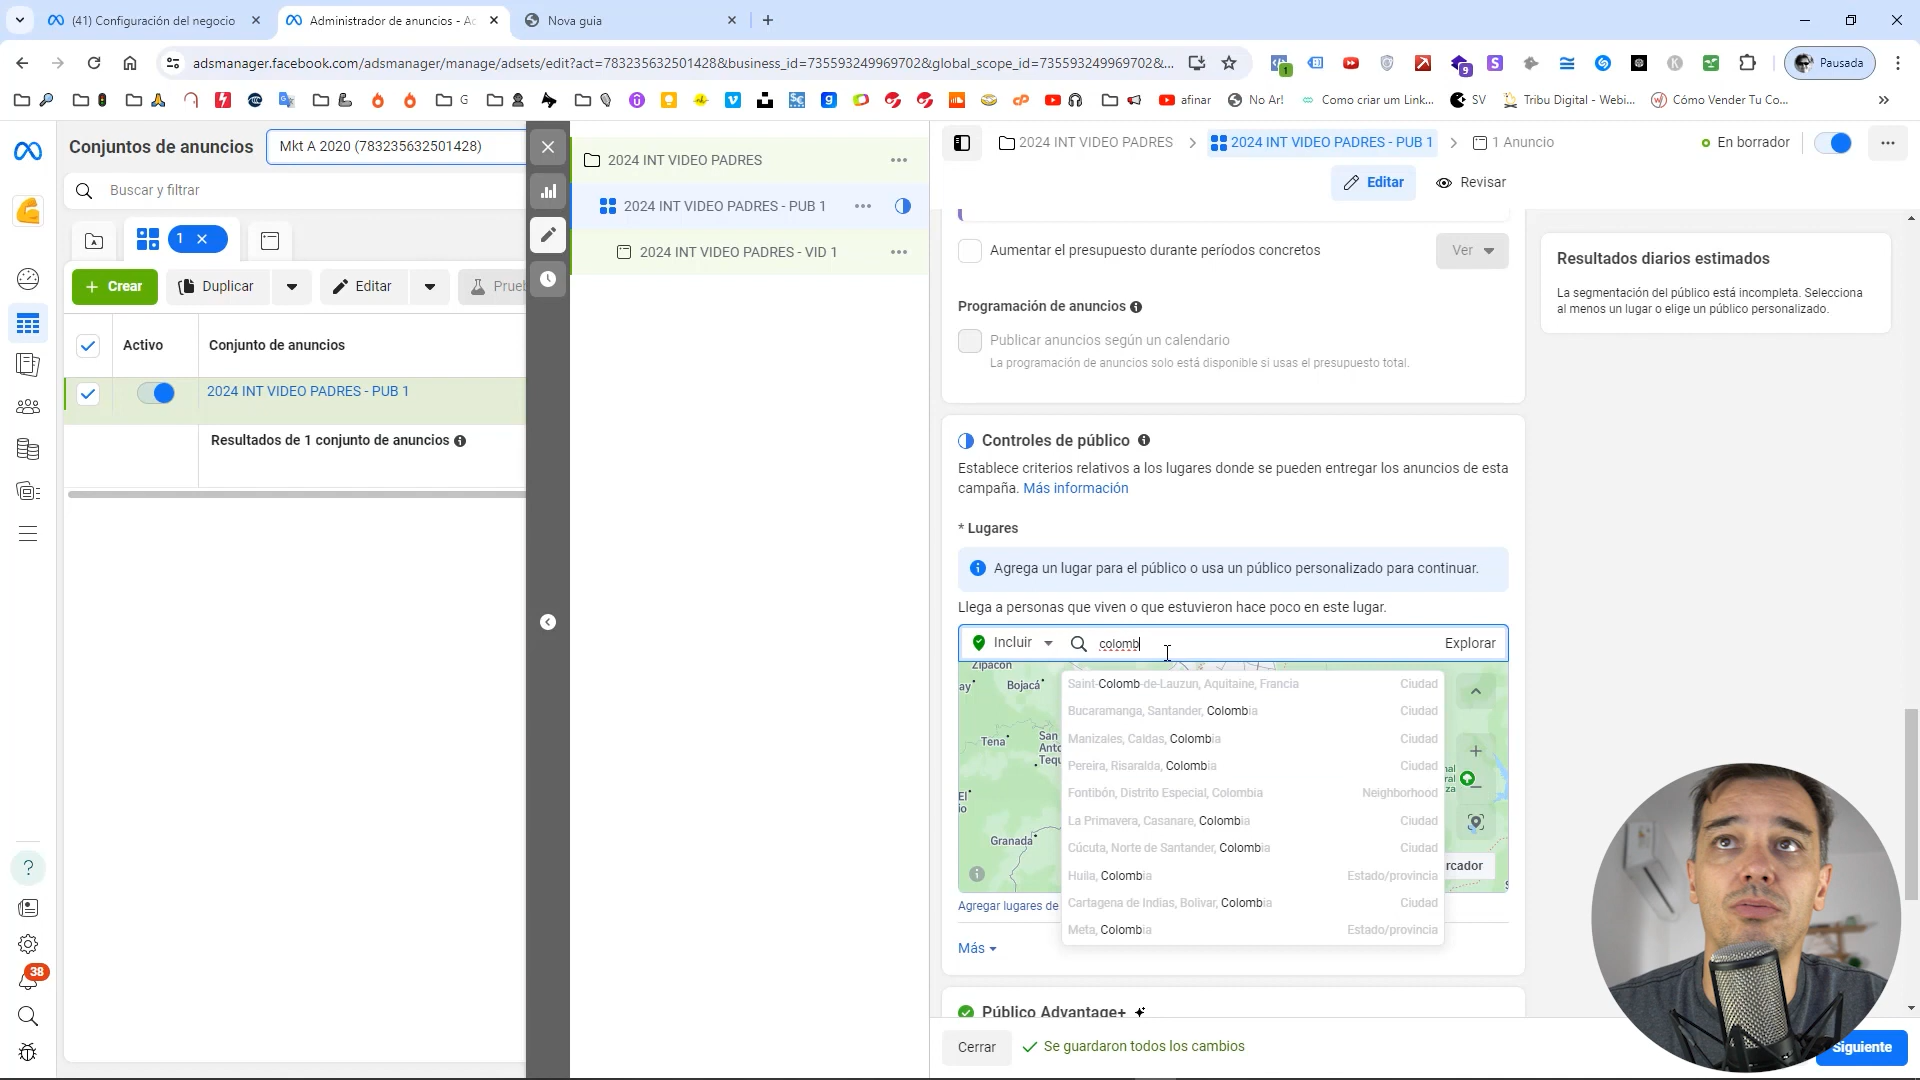 (41) Configuración del negocio
Administrador de anuncios - Ad
Nova guia
adsmanager.facebook.com/adsmanager/manage/adsets/edit?act=783235632501428&business_id=735593249969702&global_scope_id=735593249969702&...
Pausada
G
afinar
No Ar!
Como criar um Link...
SV
Tribu Digital - Webi...
Cómo Vender Tu Co...
Conjuntos de anuncios
Mkt A 2020 (783235632501428)
Buscar y filtrar
1
Crear
Duplicar
Editar
Prueb
Activo
Conjunto de anuncios
2024 INT VIDEO PADRES - PUB 1
Resultados de 1 conjunto de anuncios
38
2024 INT VIDEO PADRES
2024 INT VIDEO PADRES - PUB 1
2024 INT VIDEO PADRES - VID 1
2024 INT VIDEO PADRES
2024 INT VIDEO PADRES - PUB 1
1 Anuncio
En borrador
Editar
Revisar
Aumentar el presupuesto durante períodos concretos
Ver
Programación de anuncios
Publicar anuncios según un calendario
La programación de anuncios solo está disponible si usas el presupuesto total.
Resultados diarios estimados
La segmentación del público está incompleta. Selecciona
al menos un lugar o elige un público personalizado.
Controles de público
Establece criterios relativos a los lugares donde se pueden entregar los anuncios de esta
campaña. Más información
* Lugares
Agrega un lugar para el público o usa un público personalizado para continuar.
Llega a personas que viven o que estuvieron hace poco en este lugar.
Incluir
colomb
Explorar
Zipacón
Bojacá
Tena
San
Anto
Tequ
Granada
Saint-Colomb-de-Lauzun, Aquitaine, Francia Ciudad
Bucaramanga, Santander, Colombia Ciudad
Manizales, Caldas, Colombia Ciudad
Pereira, Risaralda, Colombia Ciudad
Fontibón, Distrito Especial, Colombia Neighborhood
La Primavera, Casanare, Colombia Ciudad
Cúcuta, Norte de Santander, Colombia Ciudad
Huila, Colombia Estado/provincia
Cartagena de Indias, Bolívar, Colombia Ciudad
Meta, Colombia Estado/provincia
rcador
Agregar lugares de
Más
Público Advantage+
Cerrar
Se guardaron todos los cambios
Siguiente